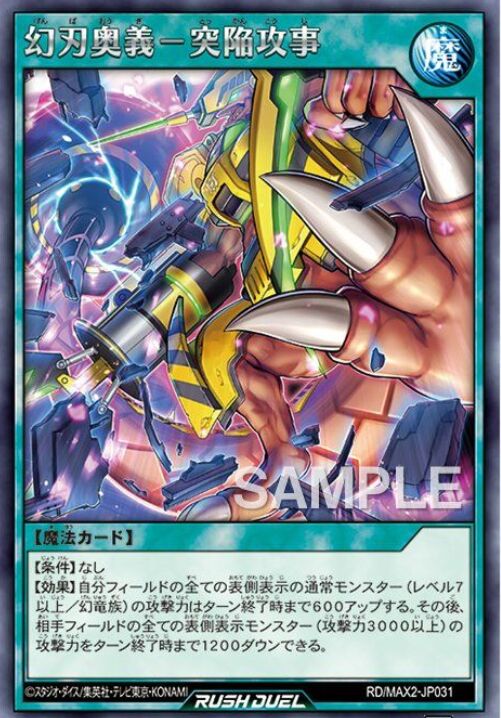 幻刃奥義－突陥攻事
魔
SAMPLE
【魔法カード】
【条件】なし
【効果】自分フィールドの全ての表側表示の通常モンスター（レベル7
以上／幻竜族）の攻撃力はターン終了時まで600アップする。その後、
相手フィールドの全ての表側表示モンスター（攻撃力3000以上）の
攻撃力をターン終了時まで1200ダウンできる。
©スタジオ・ダイス/集英社・テレビ東京・KONAMI
RUSH DUEL
RD/MAX2-JP031